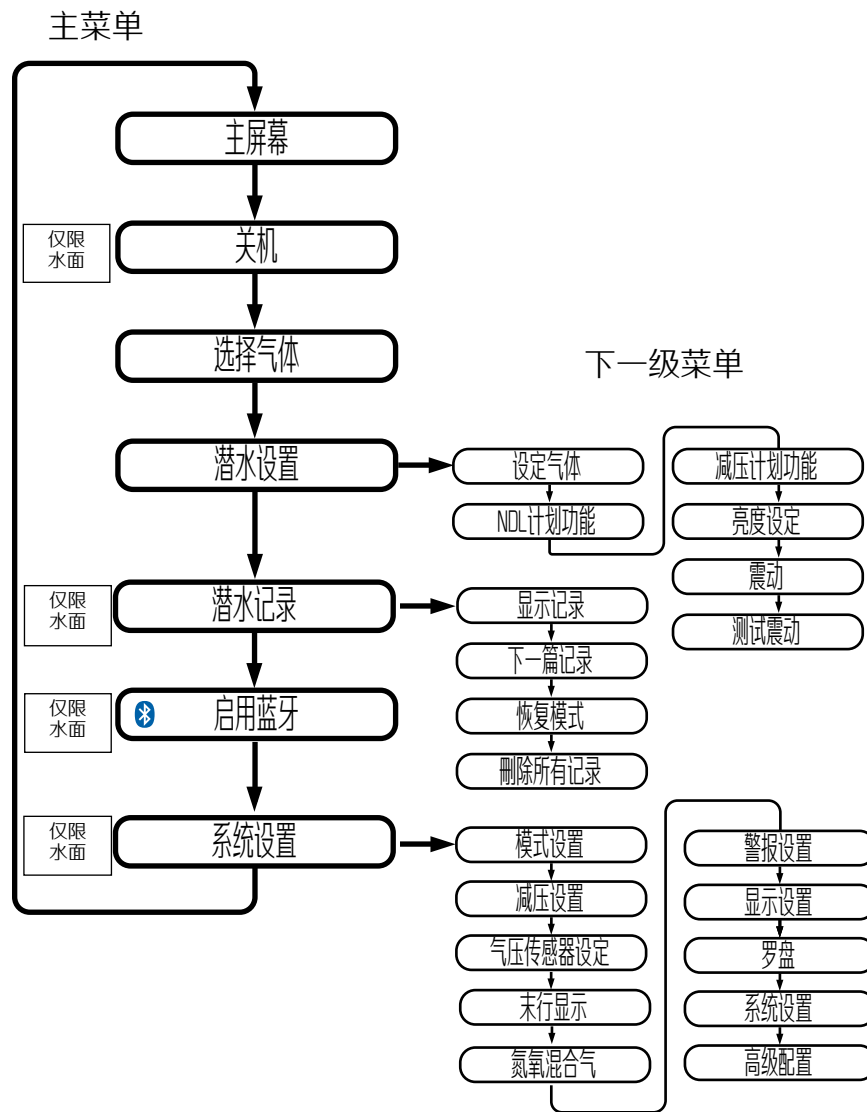 主菜单
主屏幕
仅限
水面
关机
选择气体
下一级菜单
潜水设置
设定气体
NDL计划功能
减压计划功能
亮度设定
震动
测试震动
仅限
水面
潜水记录
显示记录
下一篇记录
恢复模式
刪除所有记录
仅限
水面
启用蓝牙
仅限
水面
系统设置
模式设置
减压设置
气压传感器设定
末行显示
氮氧混合气
警报设置
显示设置
罗盘
系统设置
高级配置